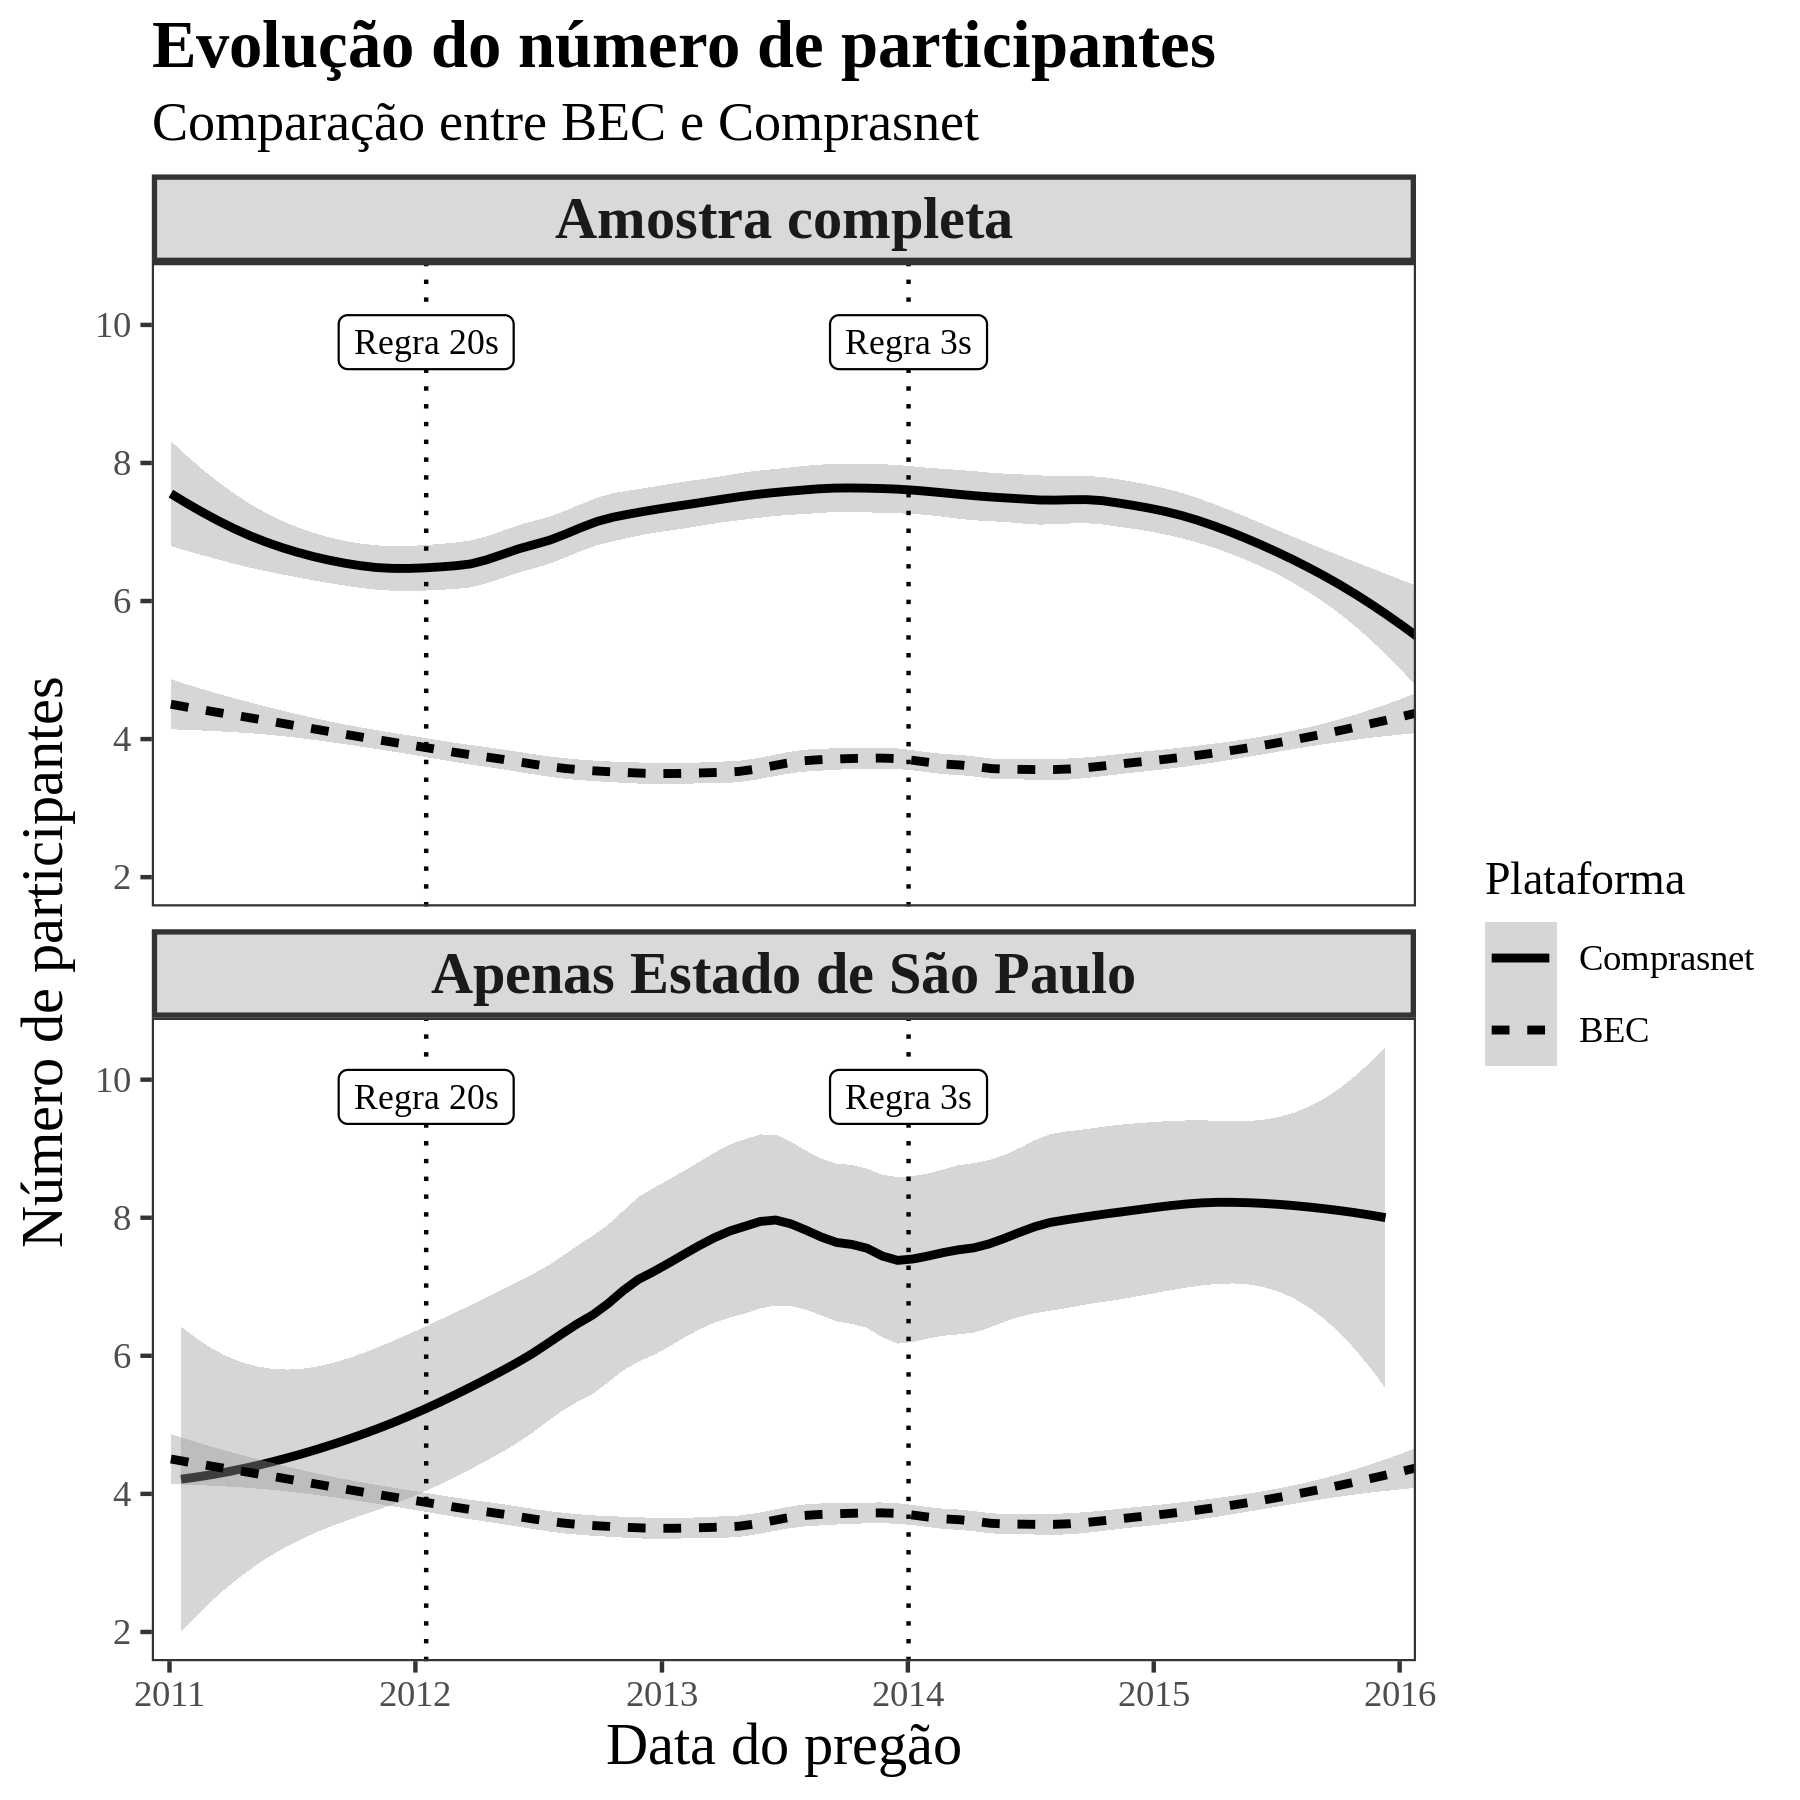 Evolução do número de participantes
Comparação entre BEC e Comprasnet
Amostra completa
10
8
6
4
2
Regra 20s
Regra 3s
Apenas Estado de São Paulo
10
8
6
4
2
Regra 20s
Regra 3s
2011
2012
2013
2014
2015
2016
Data do pregão
Número de participantes
Plataforma
Comprasnet
BEC